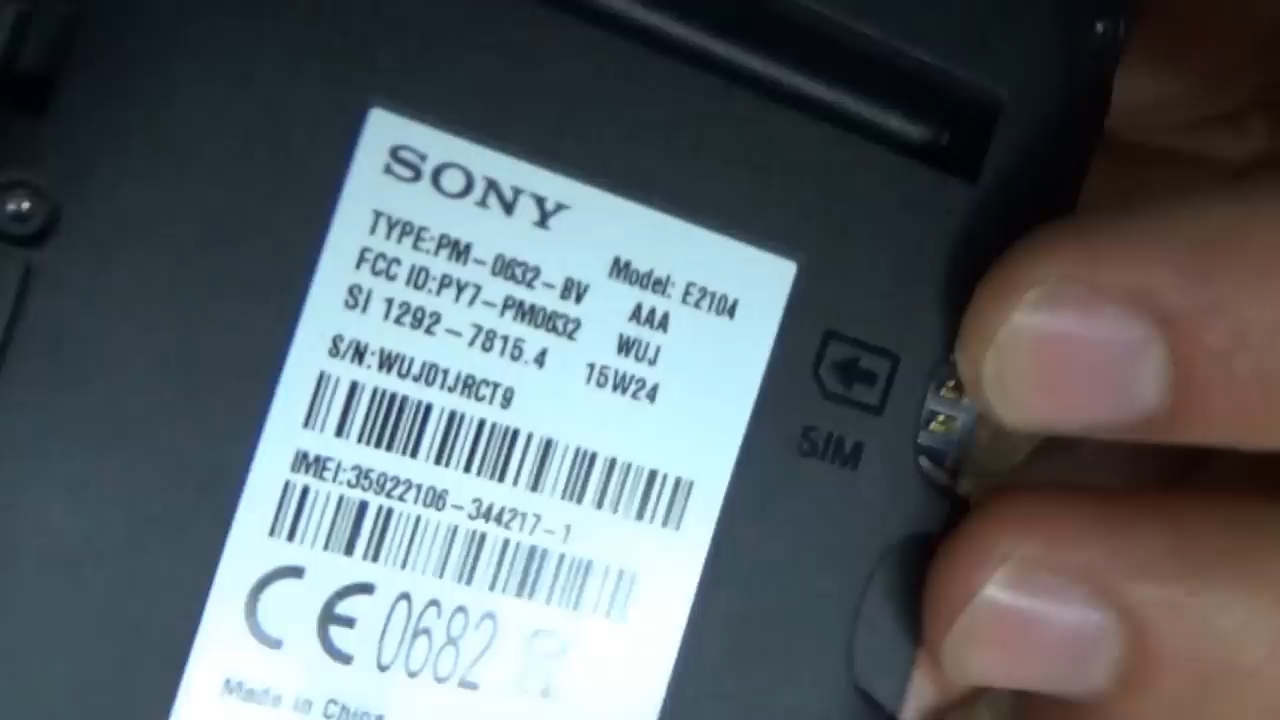 SONY
TYPE:PM-0632-BV Model: E2104
FCC ID:PY7-PM0632 AAA
SI 1292-7815.4 WUJ
S/N:WUJ01JRCT9 15W24
IMEI:35922106-344217-1
CE 0682
Made in China
SIM